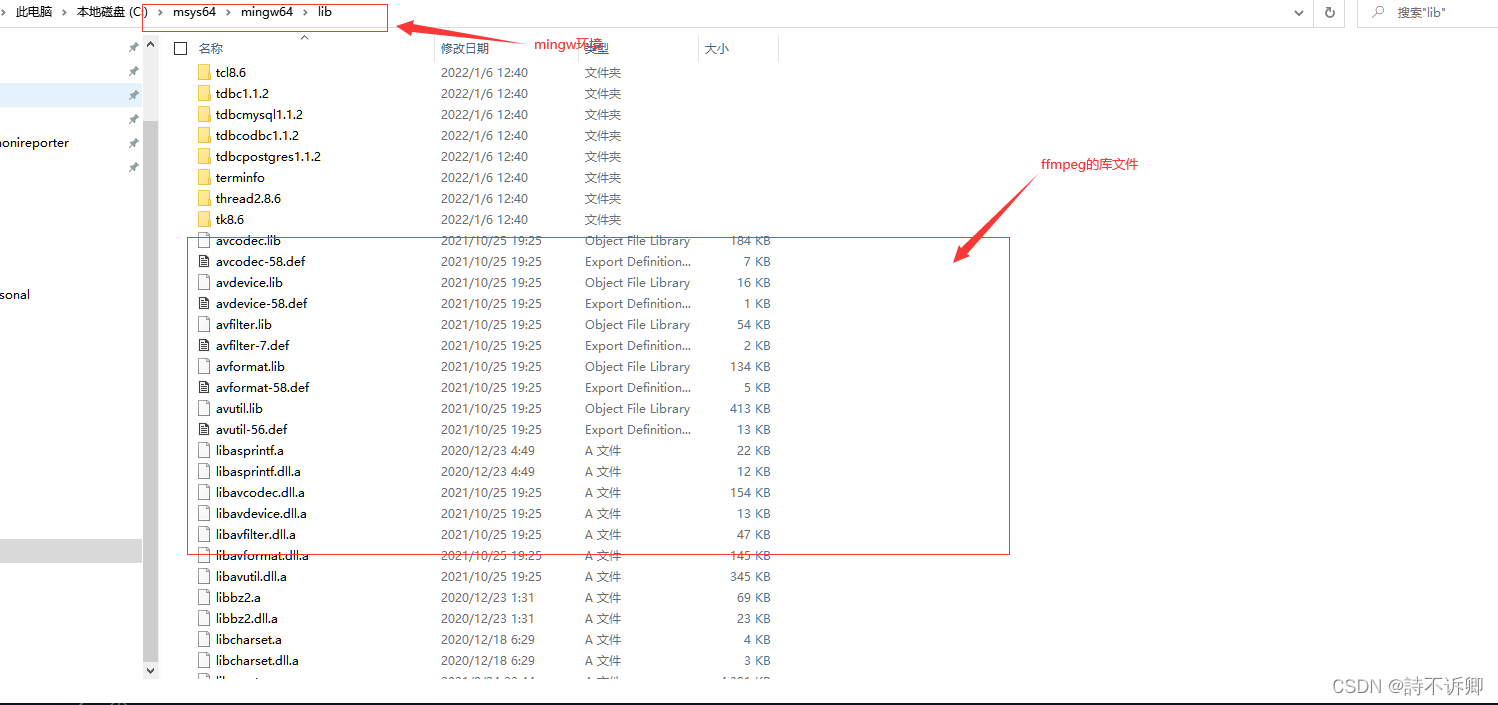 此电脑 本地磁盘 (C:) msys64 mingw64 lib 搜索"lib"
mingw环境
名称 修改日期 类型 大小
tcl8.6 2022/1/6 12:40 文件夹
tdbc1.1.2 2022/1/6 12:40 文件夹
tdbcmysql1.1.2 2022/1/6 12:40 文件夹
tdbcodbc1.1.2 2022/1/6 12:40 文件夹
onireporter
tdbcpostgres1.1.2 2022/1/6 12:40 文件夹
ffmpeg的库文件
terminfo 2022/1/6 12:40 文件夹
thread2.8.6 2022/1/6 12:40 文件夹
tk8.6 2022/1/6 12:40 文件夹
avcodec.lib 2021/10/25 19:25 Object File Library 184 KB
avcodec-58.def 2021/10/25 19:25 Export Definition... 7 KB
avdevice.lib 2021/10/25 19:25 Object File Library 16 KB
sonal
avdevice-58.def 2021/10/25 19:25 Export Definition... 1 KB
avfilter.lib 2021/10/25 19:25 Object File Library 54 KB
avfilter-7.def 2021/10/25 19:25 Export Definition... 2 KB
avformat.lib 2021/10/25 19:25 Object File Library 134 KB
avformat-58.def 2021/10/25 19:25 Export Definition... 5 KB
avutil.lib 2021/10/25 19:25 Object File Library 413 KB
avutil-56.def 2021/10/25 19:25 Export Definition... 13 KB
libasprintf.a 2020/12/23 4:49 A 文件 22 KB
libasprintf.dll.a 2020/12/23 4:49 A 文件 12 KB
libavcodec.dll.a 2021/10/25 19:25 A 文件 154 KB
libavdevice.dll.a 2021/10/25 19:25 A 文件 13 KB
libavfilter.dll.a 2021/10/25 19:25 A 文件 47 KB
libavformat.dll.a 2021/10/25 19:25 A 文件 145 KB
libavutil.dll.a 2021/10/25 19:25 A 文件 345 KB
libbz2.a 2020/12/23 1:31 A 文件 69 KB
libbz2.dll.a 2020/12/23 1:31 A 文件 23 KB
libcharset.a 2020/12/18 6:29 A 文件 4 KB
libcharset.dll.a 2020/12/18 6:29 A 文件 3 KB
CSDN @詩不诉卿